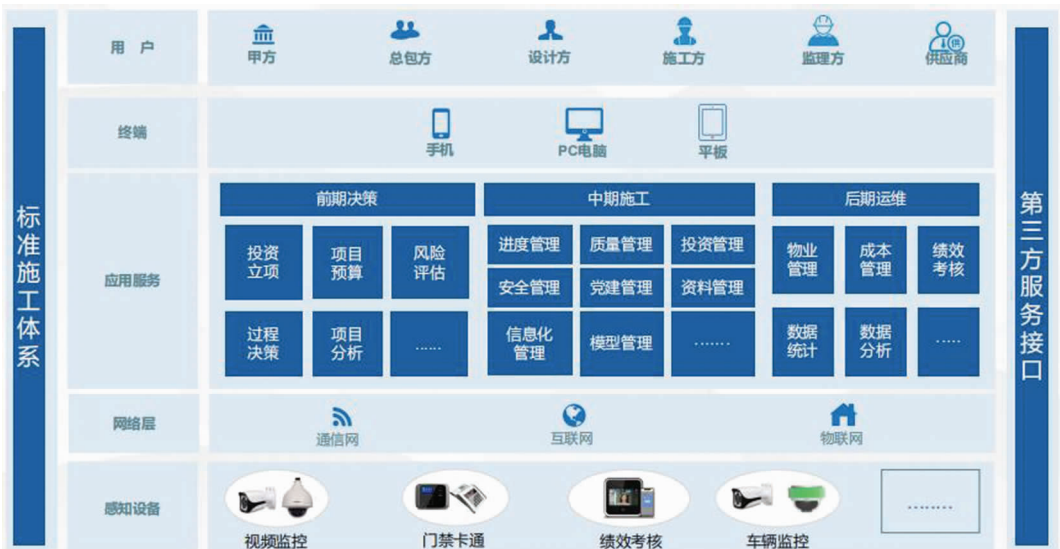 标准施工体系
用户
甲方
总包方
设计方
施工方
监理方
供
供应商
终端
手机
PC电脑
平板
应用服务
前期决策
投资
立项
项目
预算
风险
评估
过程
决策
项目
分析
......
中期施工
进度管理
质量管理
投资管理
安全管理
党建管理
资料管理
信息化
管理
模型管理
.......
后期运维
物业
管理
成本
管理
绩效
考核
数据
统计
数据
分析
.....
网络层
通信网
互联网
物联网
感知设备
视频监控
门禁卡通
绩效考核
车辆监控
........
第三方服务接口